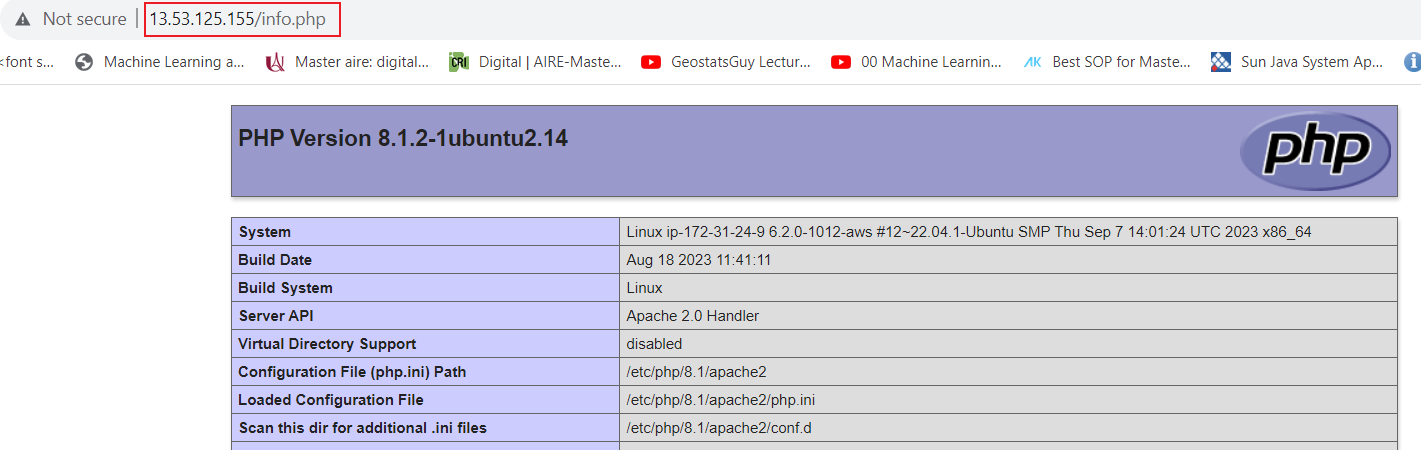 Not secure | 13.53.125.155/info.php
<font s... Machine Learning a... Master aire: digital... CRI Digital | AIRE-Maste... GeostatsGuy Lectur... 00 Machine Learnin... AK Best SOP for Maste... Sun Java System Ap...
PHP Version 8.1.2-1ubuntu2.14
php
System Linux ip-172-31-24-9 6.2.0-1012-aws #12~22.04.1-Ubuntu SMP Thu Sep 7 14:01:24 UTC 2023 x86_64
Build Date Aug 18 2023 11:41:11
Build System Linux
Server API Apache 2.0 Handler
Virtual Directory Support disabled
Configuration File (php.ini) Path /etc/php/8.1/apache2
Loaded Configuration File /etc/php/8.1/apache2/php.ini
Scan this dir for additional .ini files /etc/php/8.1/apache2/conf.d